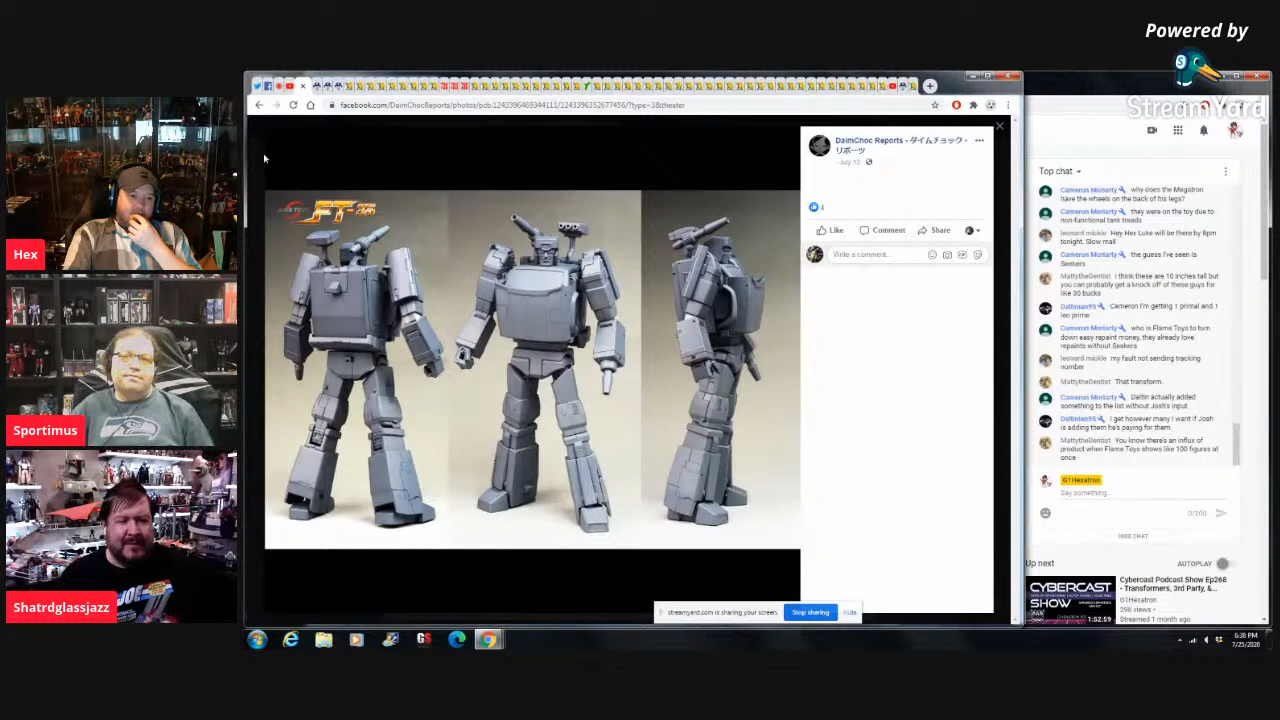 Powered by
S
StreamYard
facebook.com/DaimChocReports/photos/pcb.1243396469344111/1243396352677456/?type=3&theater
Hex
Sportimus
Shatrdglassjazz
FT-
DaimChoc Reports - ダイムチョック・
リポーツ
July 13
4
Like
Comment
Share
Write a comment...
Top chat
Cameron Moriarty why does the Megatron
have the wheels on the back of his legs?
Cameron Moriarty they were on the toy due to
non-functional tank treads
leonard mickle Hey Hex Luke will be there by 8pm
tonight. Slow mail
Cameron Moriarty the guess I've seen is
Seekers
MattytheDentist I think these are 10 inches tall but
you can probably get a knock off of these guys for
like 30 bucks
Daltinian95 Cameron I'm getting 1 primal and 1
leo prime
Cameron Moriarty who is Flame Toys to turn
down easy repaint money, they already love
repaints without Seekers
leonard mickle my fault not sending tracking
number
MattytheDentist That transform.
Cameron Moriarty Daltin actually added
something to the list without Josh's input
Daltinian95 I get however many I want if Josh
is adding them he's paying for them
MattytheDentist You know there's an influx of
product when Flame Toys shows like 100 figures at
once
G1Hexatron
Say something...
0/200
HIDE CHAT
Up next
AUTOPLAY
CYBERCAST
SHOW
1:52:59
Cybercast Podcast Show Ep268
- Transformers, 3rd Party, &...
G1Hexatron
298 views •
Streamed 1 month ago
streamyard.com is sharing your screen.
Stop sharing
Hide
GS
6:38 PM
7/25/2020